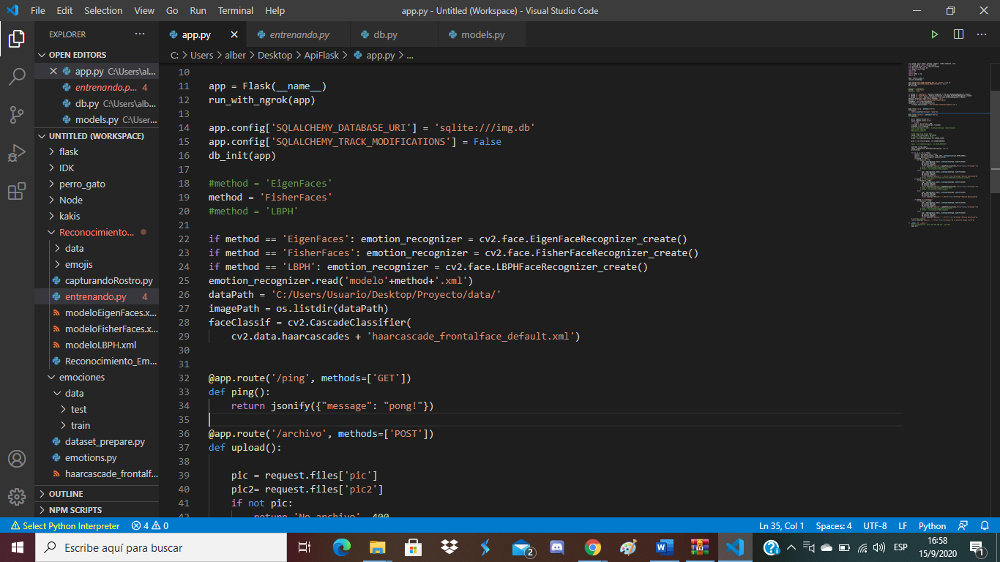 File Edit Selection View Go Run Terminal Help
app.py - Untitled (Workspace) - Visual Studio Code
EXPLORER
OPEN EDITORS
app.py C:\Users\al...
entrenando.p... 4
db.py C:\Users\alb...
models.py C:\User...
UNTITLED (WORKSPACE)
flask
IDK
perro_gato
Node
kakis
Reconocimiento...
data
emojis
capturandoRostro.py
entrenando.py 4
modeloEigenFaces.x...
modeloFisherFaces.x...
modeloLBPH.xml
Reconocimiento_Em...
emociones
data
test
train
dataset_prepare.py
emotions.py
haarcascade_frontalf...
OUTLINE
NPM SCRIPTS
app.py entrenando.py db.py models.py
C: > Users > alber > Desktop > ApiFlask > app.py > ...
10
11 app = Flask(__name__)
12 run_with_ngrok(app)
13
14 app.config['SQLALCHEMY_DATABASE_URI'] = 'sqlite:///img.db'
15 app.config['SQLALCHEMY_TRACK_MODIFICATIONS'] = False
16 db_init(app)
17
18 #method = 'EigenFaces'
19 method = 'FisherFaces'
20 #method = 'LBPH'
21
22 if method == 'EigenFaces': emotion_recognizer = cv2.face.EigenFaceRecognizer_create()
23 if method == 'FisherFaces': emotion_recognizer = cv2.face.FisherFaceRecognizer_create()
24 if method == 'LBPH': emotion_recognizer = cv2.face.LBPHFaceRecognizer_create()
25 emotion_recognizer.read('modelo'+method+'.xml')
26 dataPath = 'C:/Users/Usuario/Desktop/Proyecto/data/'
27 imagePath = os.listdir(dataPath)
28 faceClassif = cv2.CascadeClassifier(
29 cv2.data.haarcascades + 'haarcascade_frontalface_default.xml')
30
31
32 @app.route('/ping', methods=['GET'])
33 def ping():
34 return jsonify({"message": "pong!"})
35
36 @app.route('/archivo', methods=['POST'])
37 def upload():
38
39 pic = request.files['pic']
40 pic2= request.files['pic2']
41 if not pic:
42 return 'No archivo', 400
Select Python Interpreter 4 0
Ln 35, Col 1 Spaces: 4 UTF-8 LF Python
Escribe aquí para buscar
2
ESP
16:58
15/9/2020
1